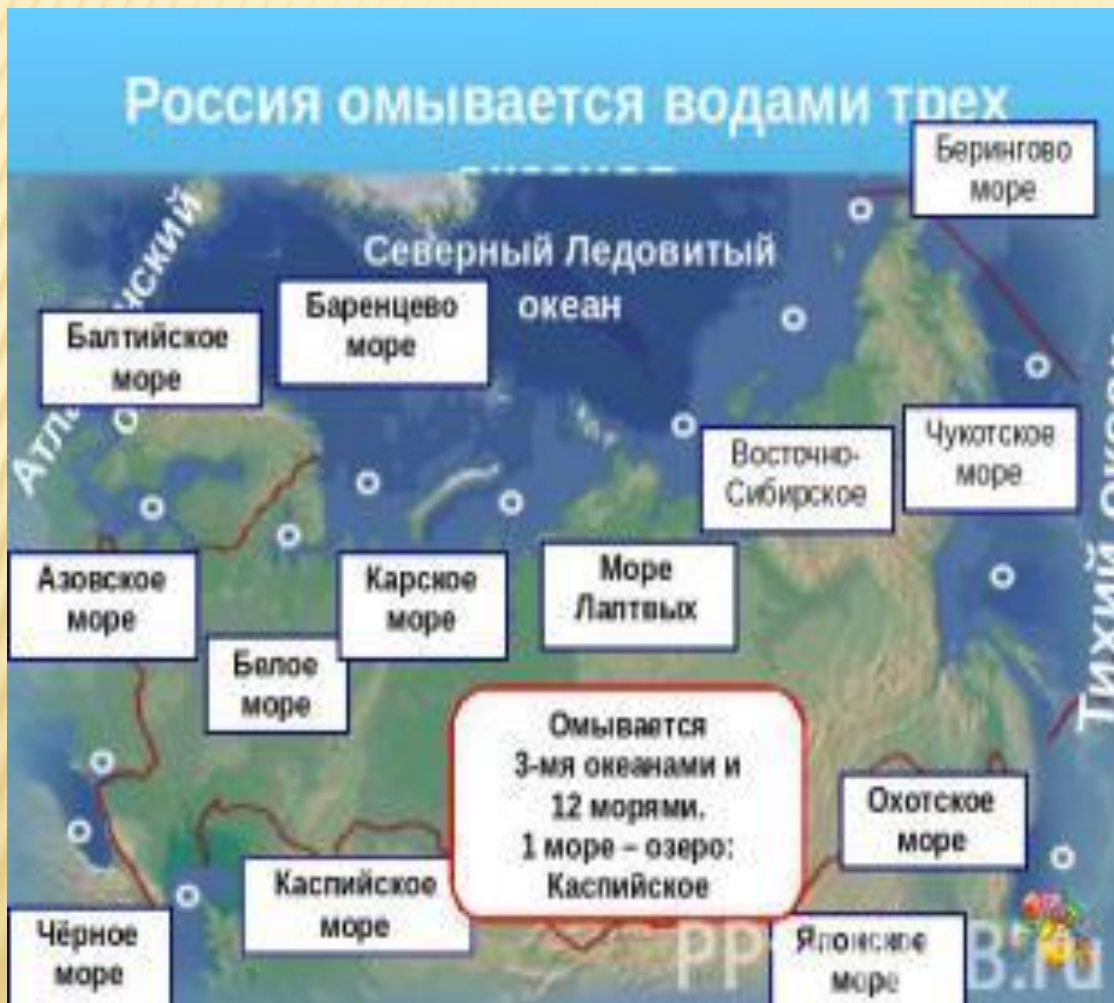 Россия омывается водами трех
Берингово
море
Северный Ледовитый
океан
Баренцево
море
Балтийское
море
Чукотское
море
Восточно-
Сибирское
Азовское
море
Карское
море
Море
Лаптвых
Белое
море
Тихий
Омывается
3-мя океанами и
12 морями.
1 море – озеро:
Каспийское
Охотское
море
Каспийское
море
Чёрное
море
Японское
море